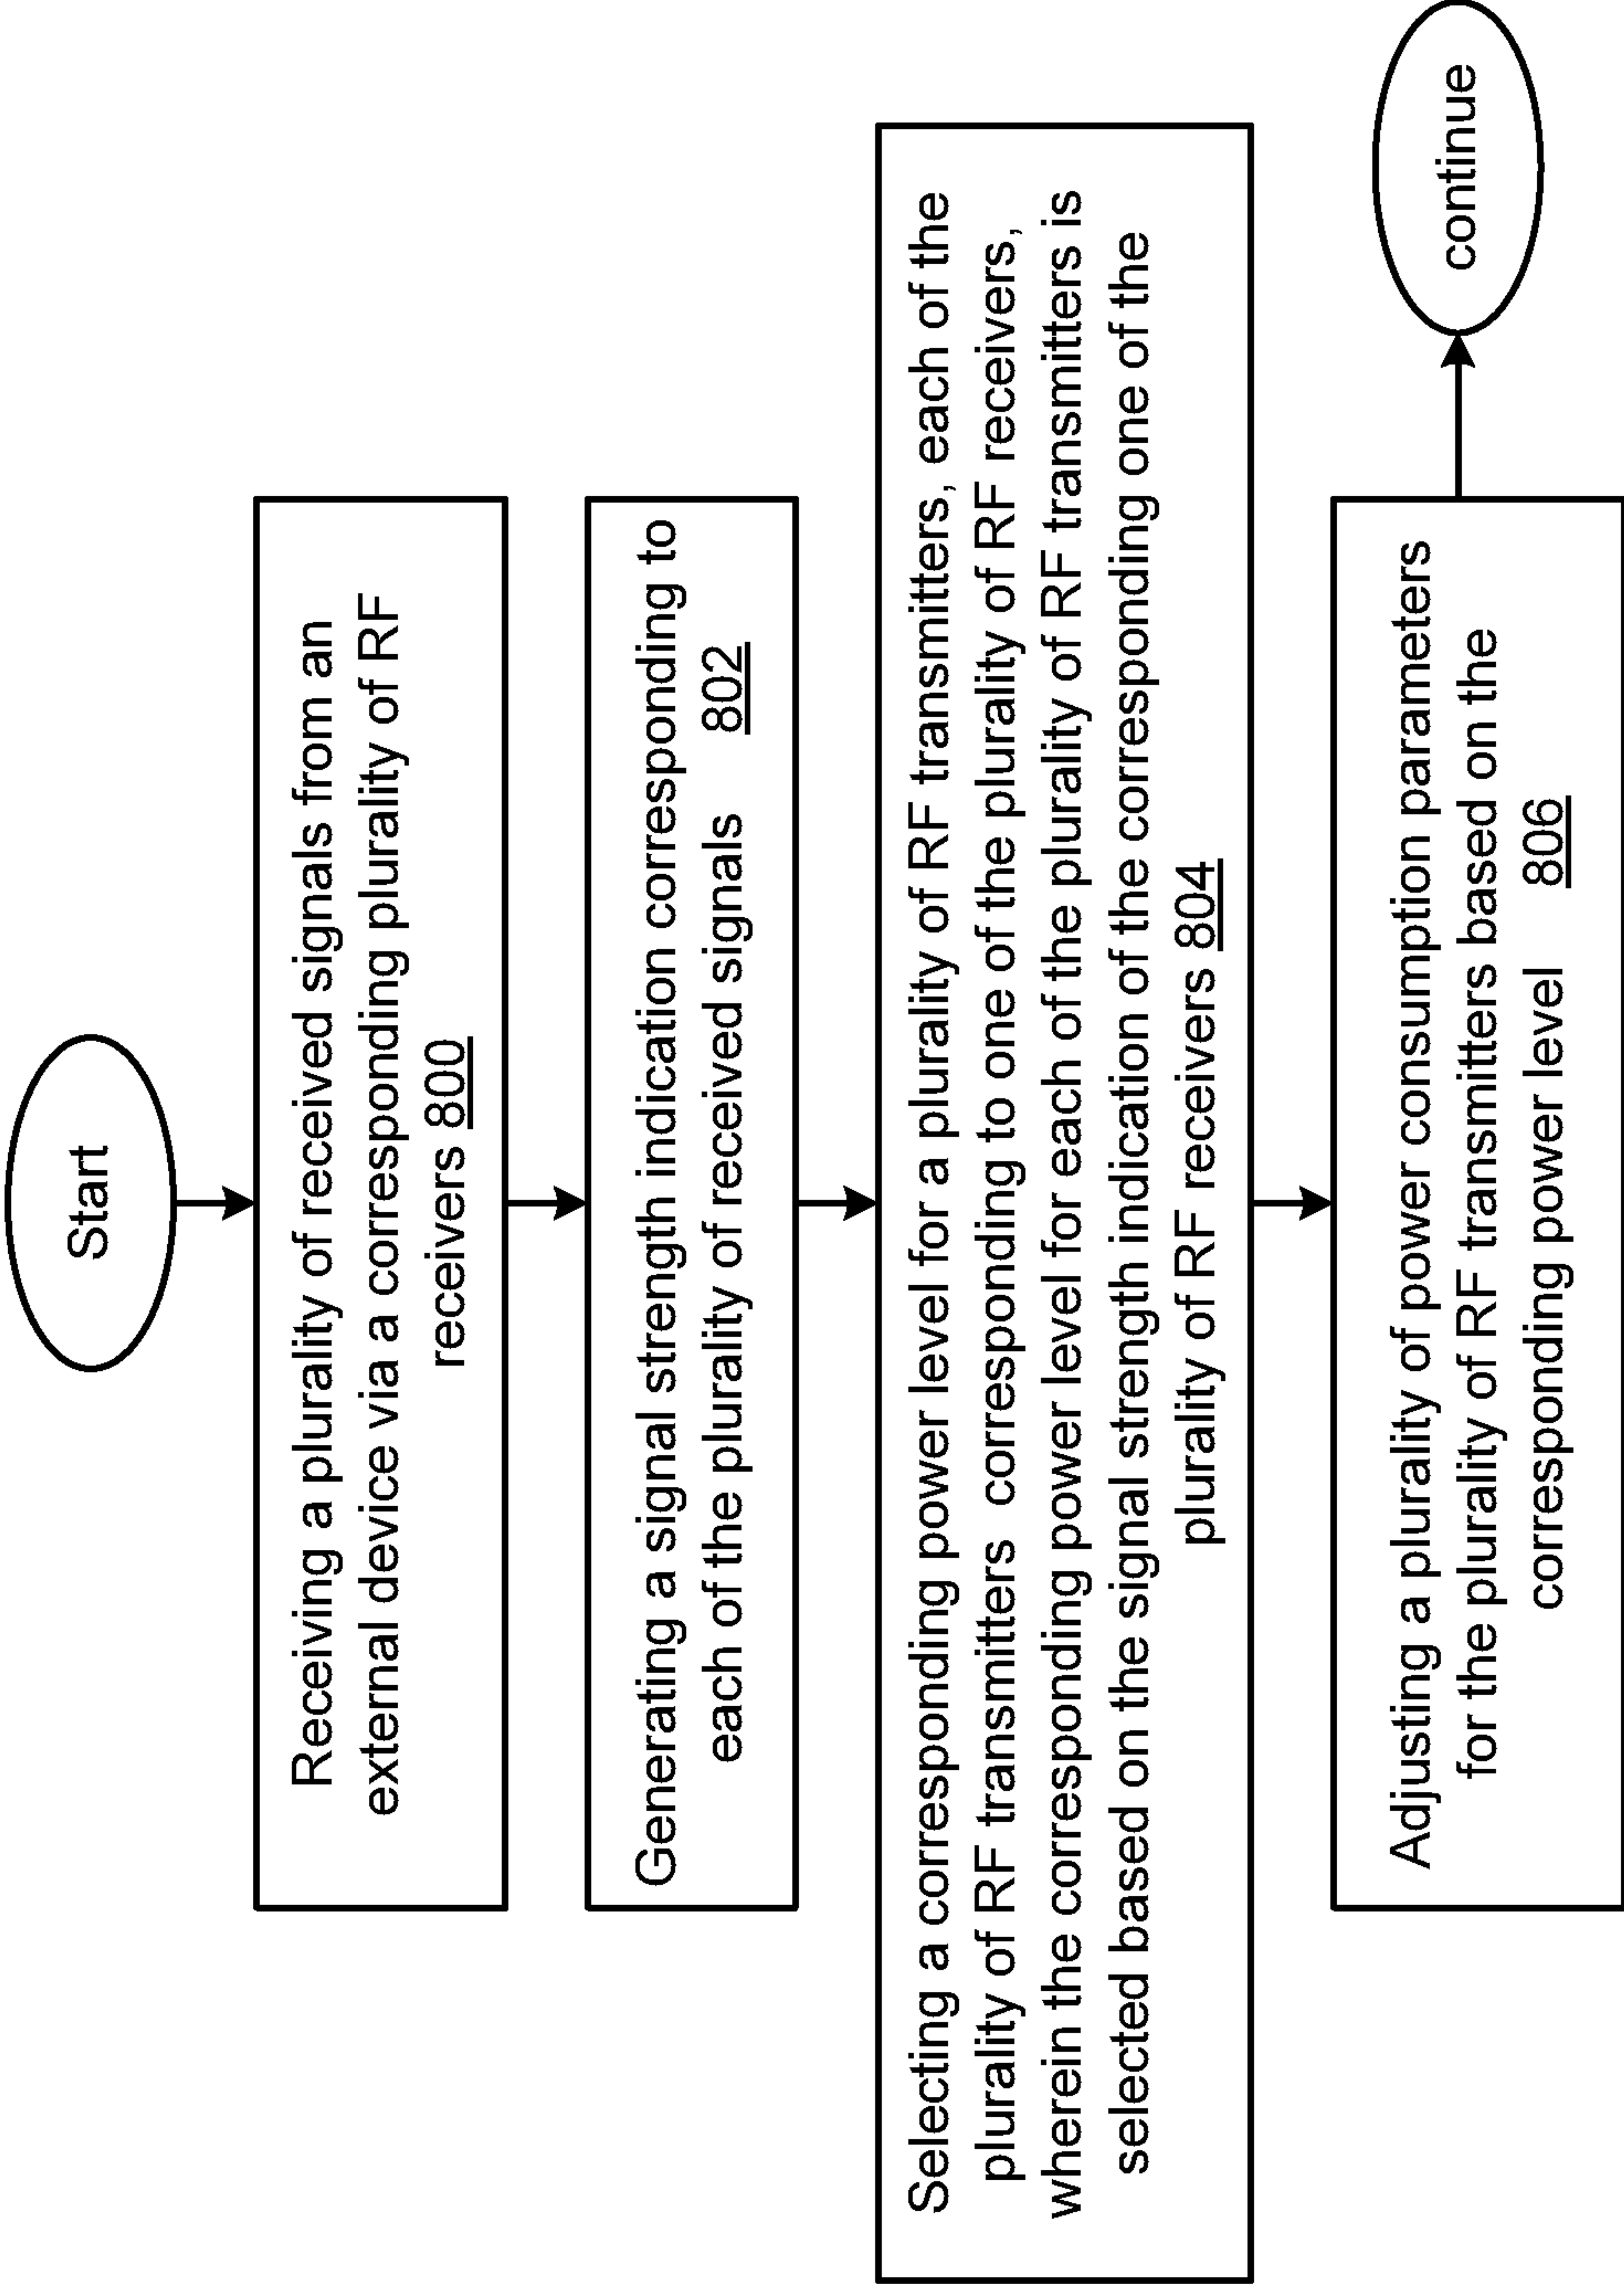 Start
Receiving a plurality of received signals from an
external device via a corresponding plurality of RF
receivers 800
Generating a signal strength indication corresponding to
each of the plurality of received signals 802
Selecting a corresponding power level for a plurality of RF transmitters, each of the
plurality of RF transmitters corresponding to one of the plurality of RF receivers,
wherein the corresponding power level for each of the plurality of RF transmitters is
selected based on the signal strength indication of the corresponding one of the
plurality of RF receivers 804
Adjusting a plurality of power consumption parameters
for the plurality of RF transmitters based on the
corresponding power level 806
continue